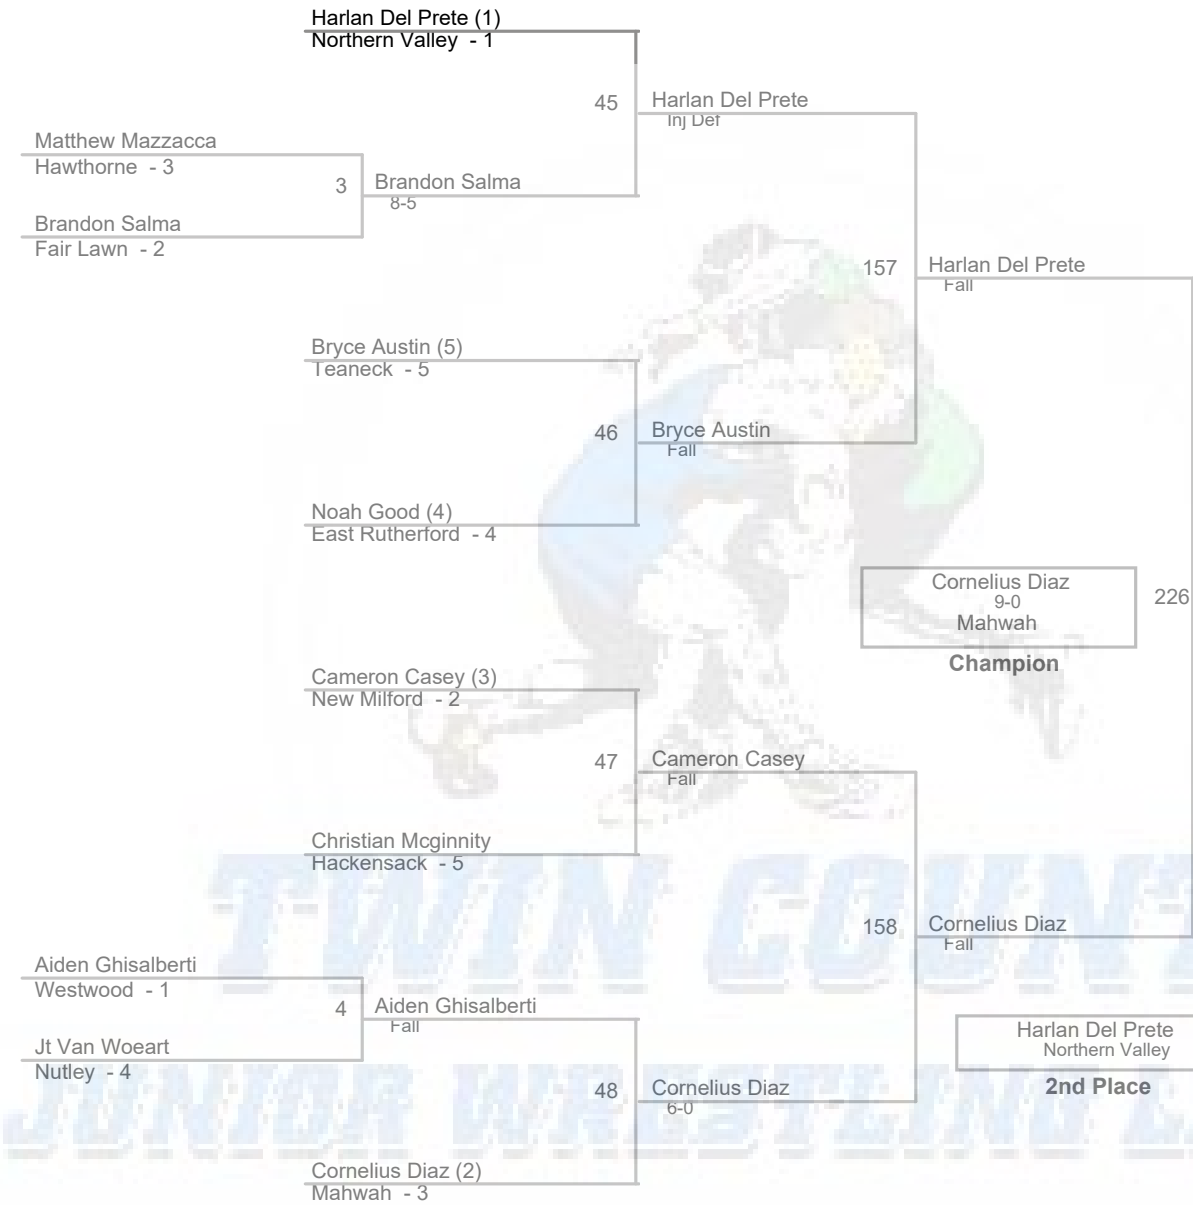 Harlan Del Prete (1)
Northern Valley - 1
45
Harlan Del Prete
Inj Def
Matthew Mazzacca
Hawthorne - 3
3
Brandon Salma
8-5
Brandon Salma
Fair Lawn - 2
157
Harlan Del Prete
Fall
Bryce Austin (5)
Teaneck - 5
46
Bryce Austin
Fall
Noah Good (4)
East Rutherford - 4
Cornelius Diaz
9-0
Mahwah
226
Champion
Cameron Casey (3)
New Milford - 2
47
Cameron Casey
Fall
Christian Mcginnity
Hackensack - 5
TWIN COUNT
158
Cornelius Diaz
Fall
Aiden Ghisalberti
Westwood - 1
4
Aiden Ghisalberti
Fall
Jt Van Woeart
Nutley - 4
Harlan Del Prete
Northern Valley
2nd Place
48
Cornelius Diaz
6-0
JUNIOR WRESTLING L
Cornelius Diaz (2)
Mahwah - 3